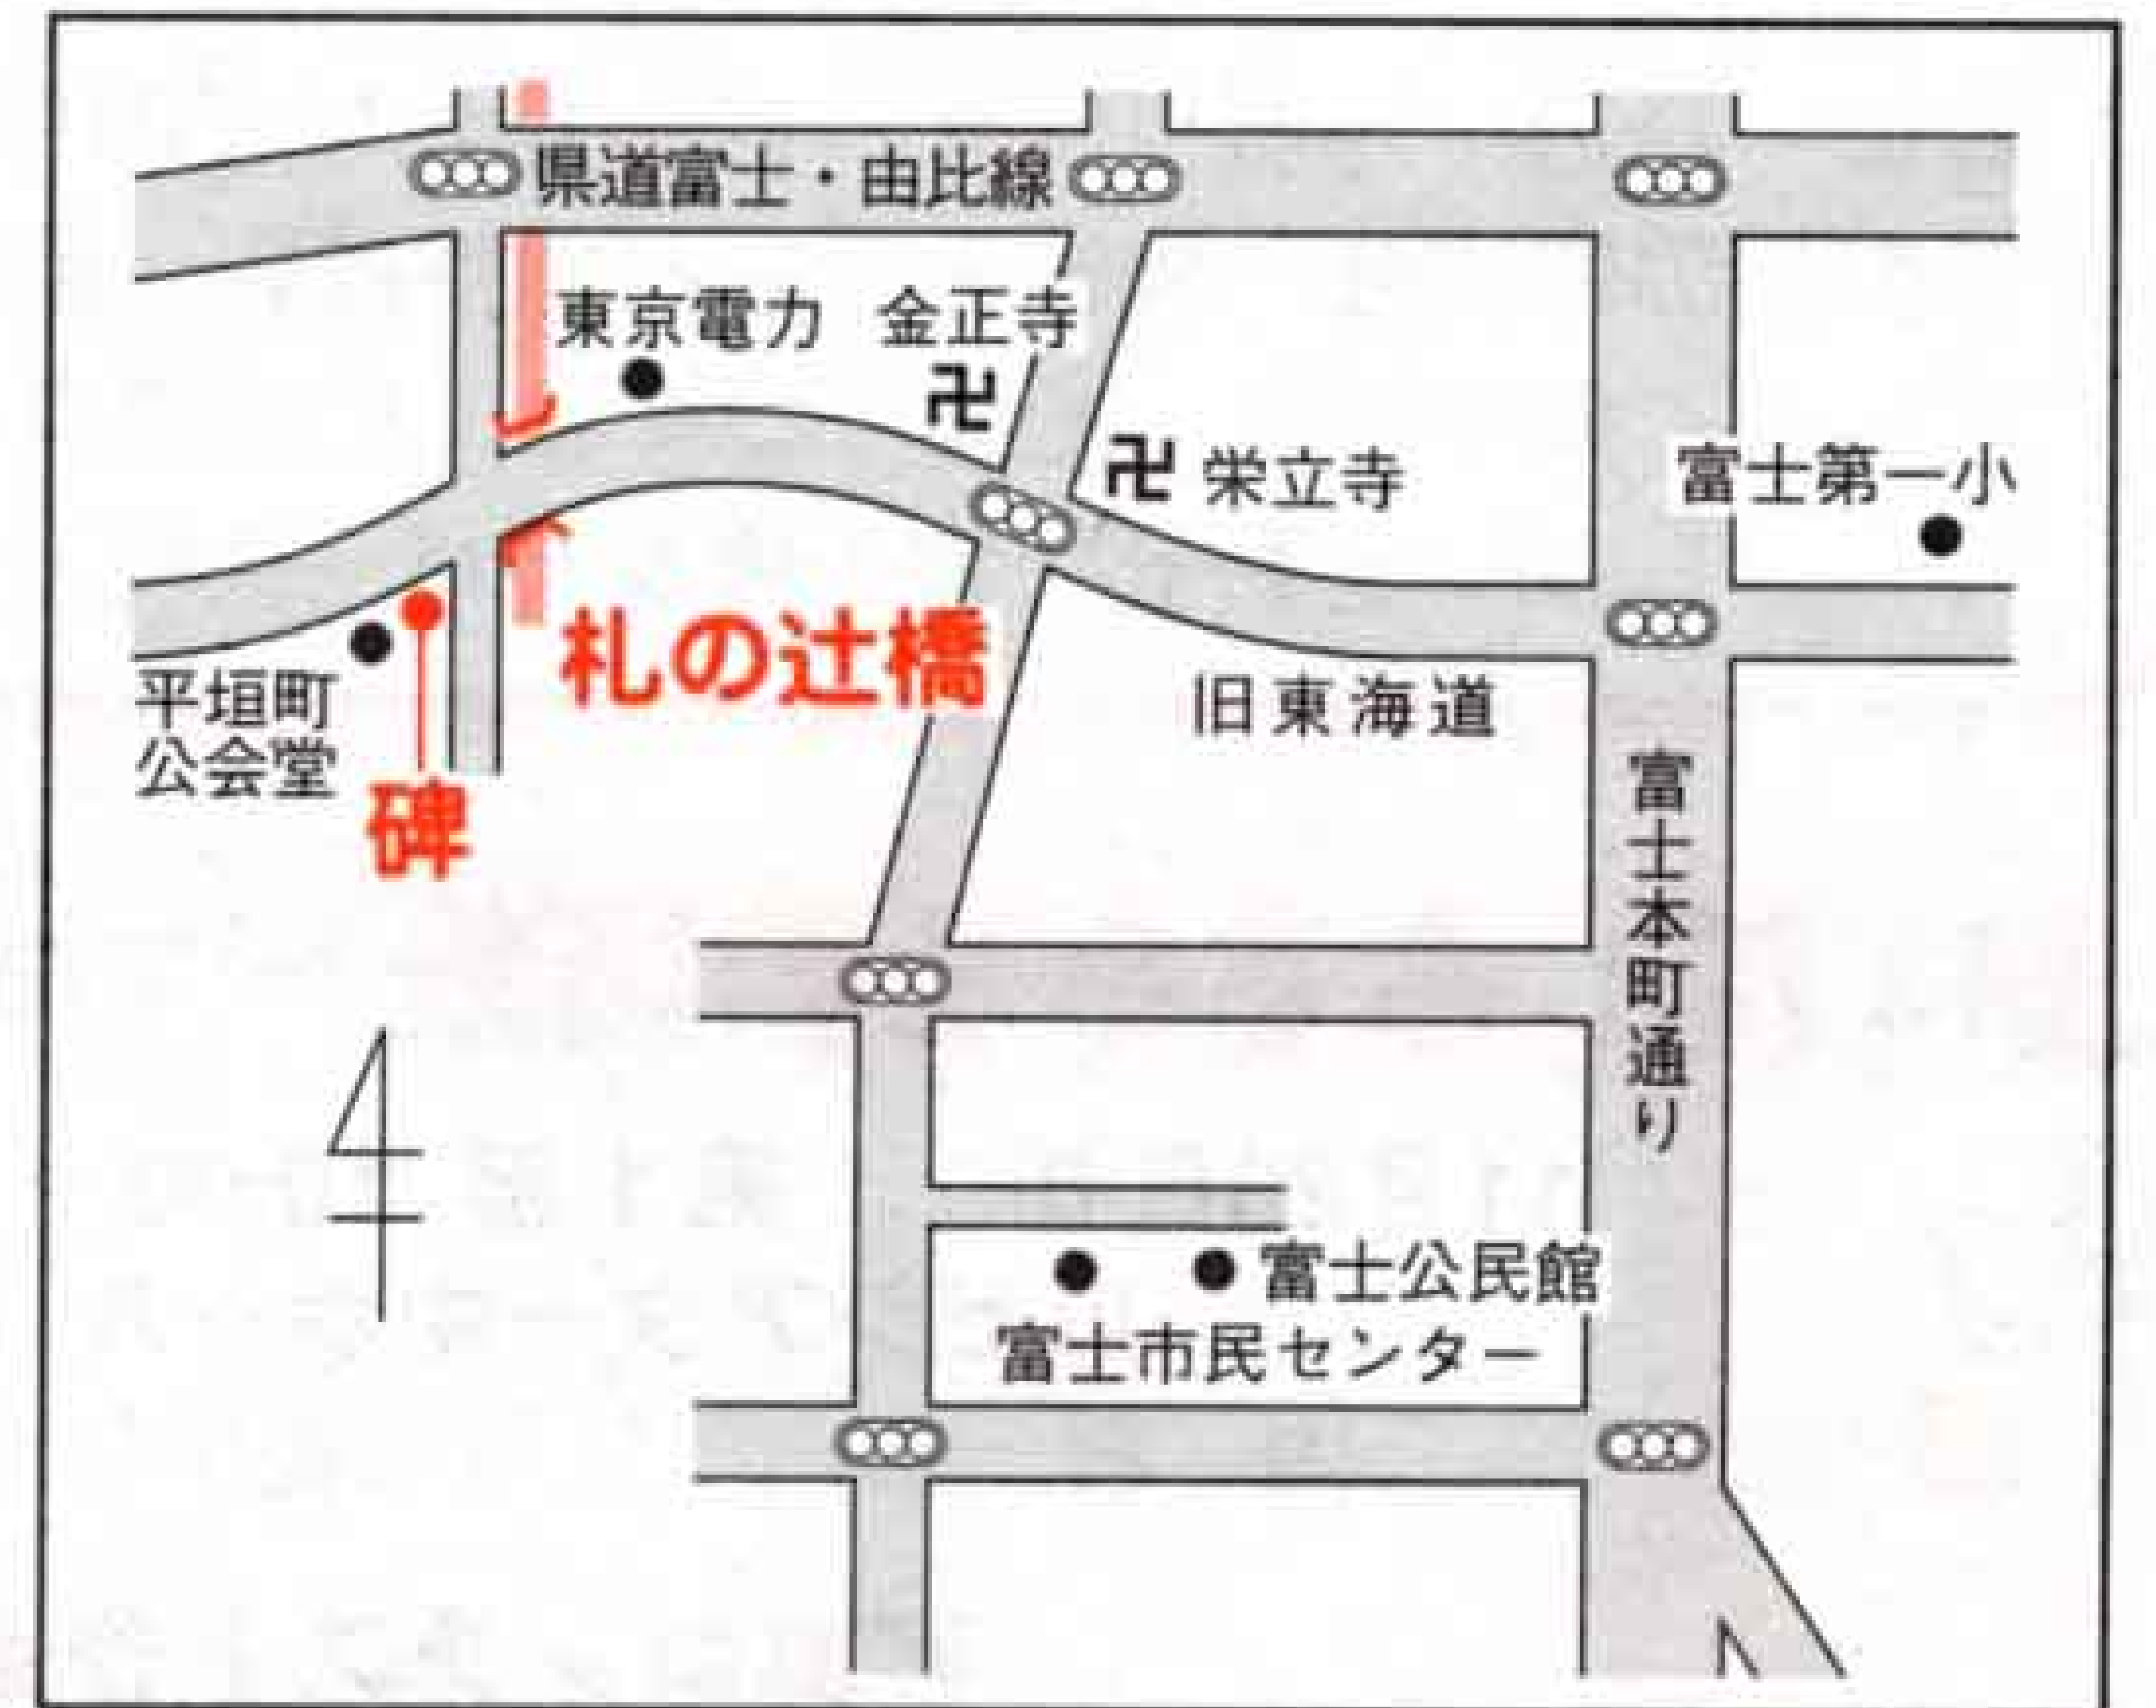 県道富士・由比線
東京電力
金正寺
栄立寺
富士第一小
札の辻橋
平垣町
公会堂
碑
旧東海道
富士本町通り
富士公民館
富士市民センター